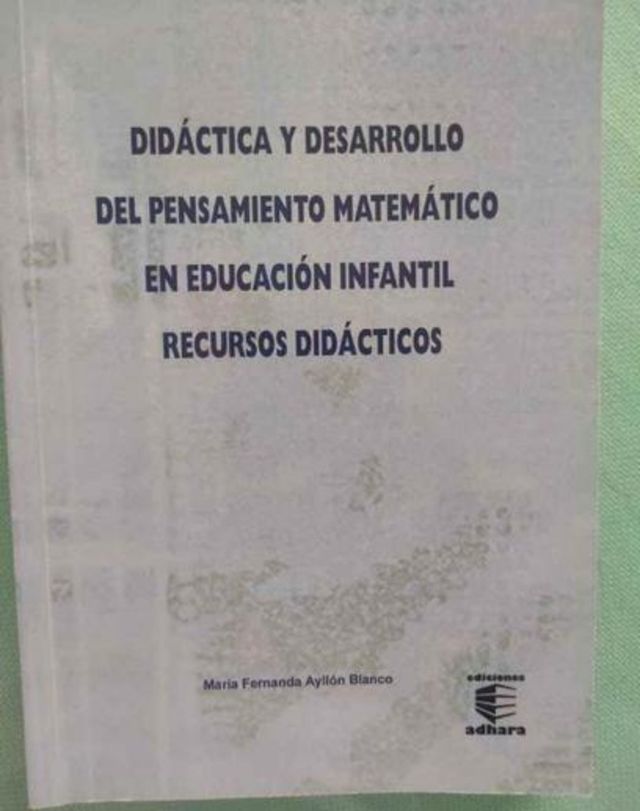 DIDÁCTICA Y DESARROLLO
DEL PENSAMIENTO MATEMÁTICO
EN EDUCACIÓN INFANTIL
RECURSOS DIDÁCTICOS
María Fernanda Ayllón Blanco
ediciones
adhara